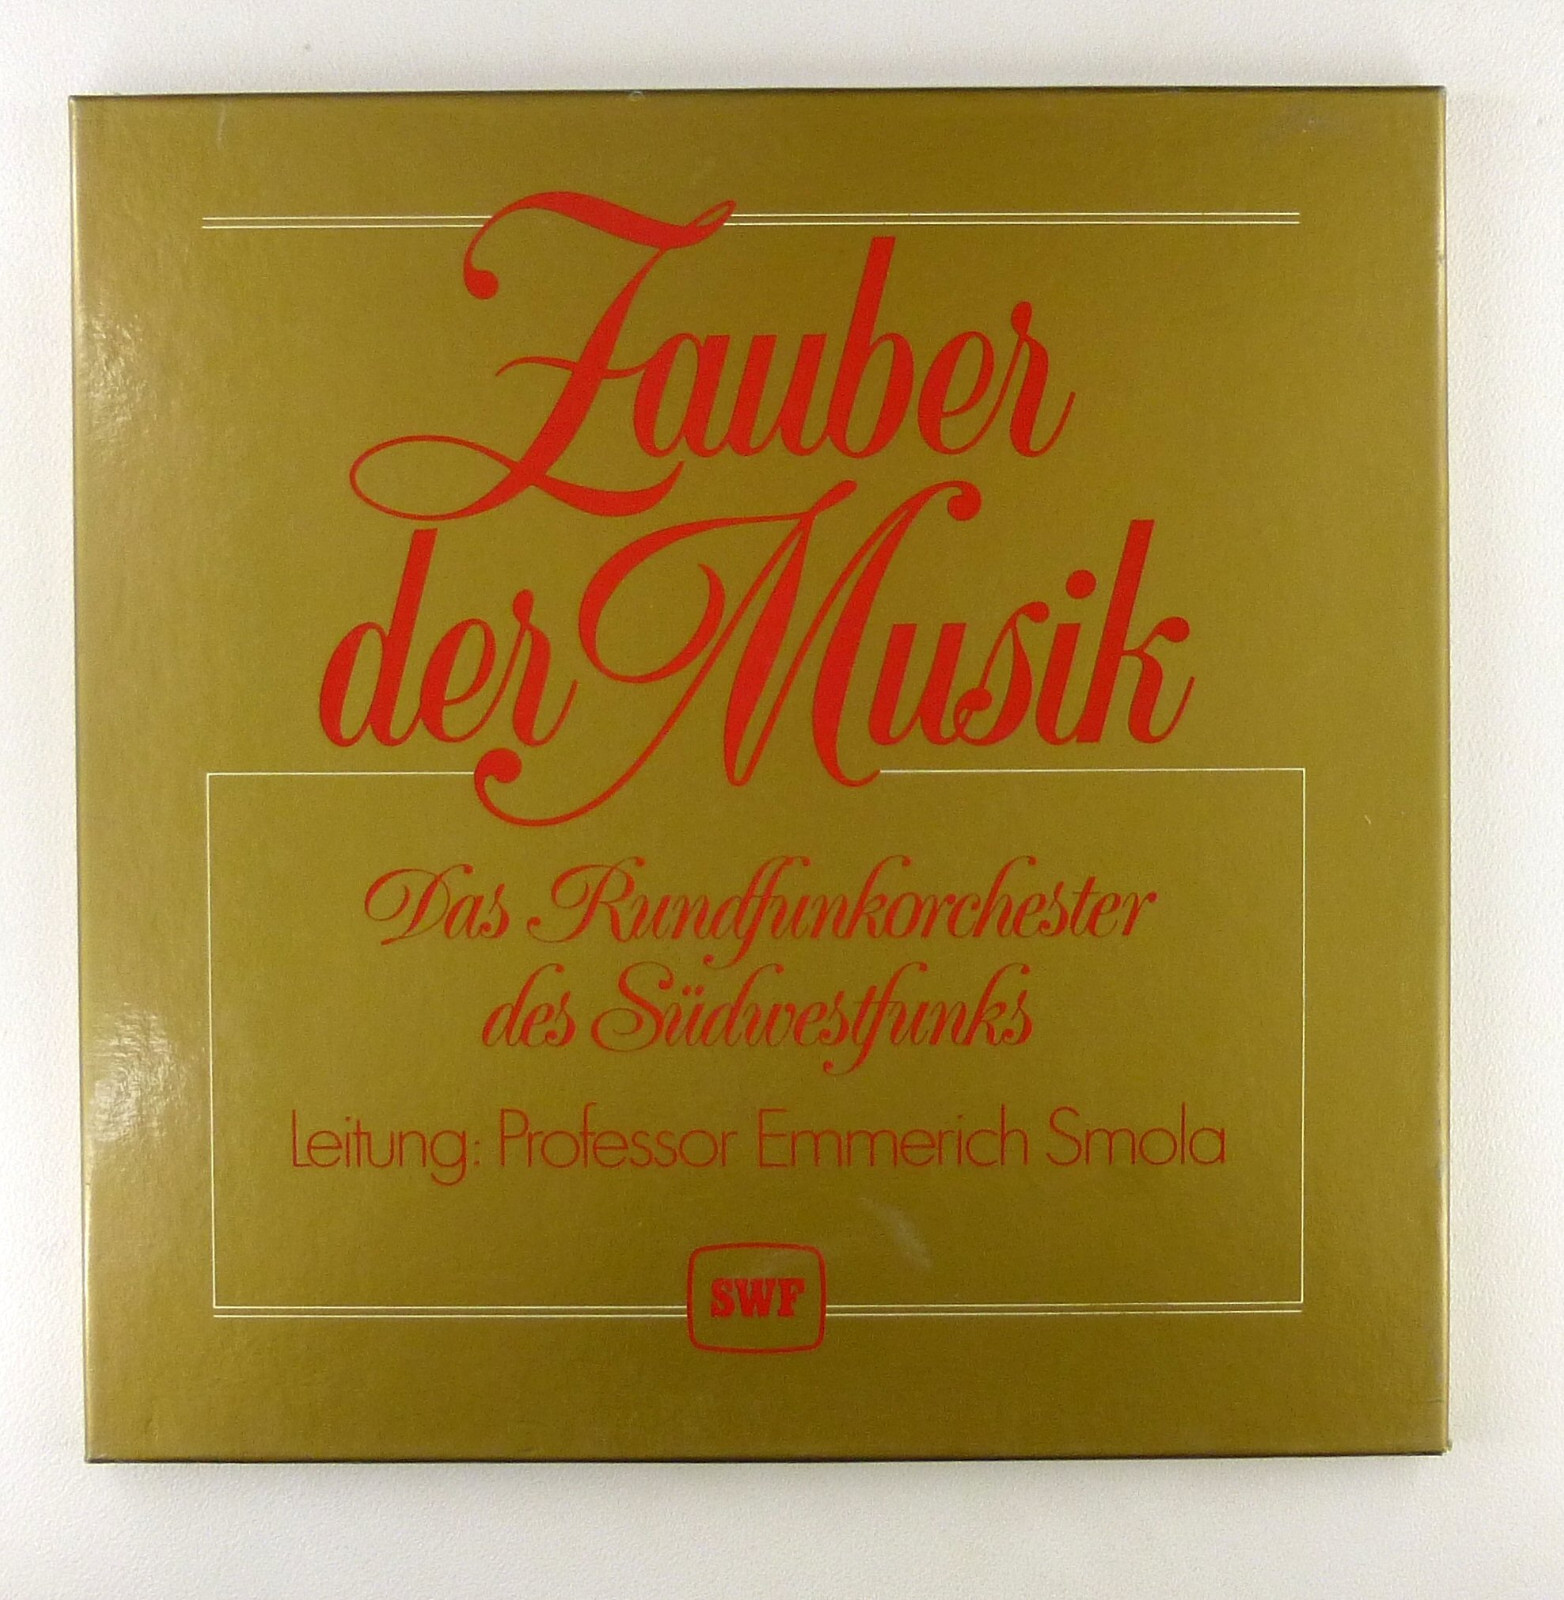 Zauber
der Musik
Das Rundfunkorchester
des Südwestfunks
Leitung: Professor Emmerich Smola
SWF